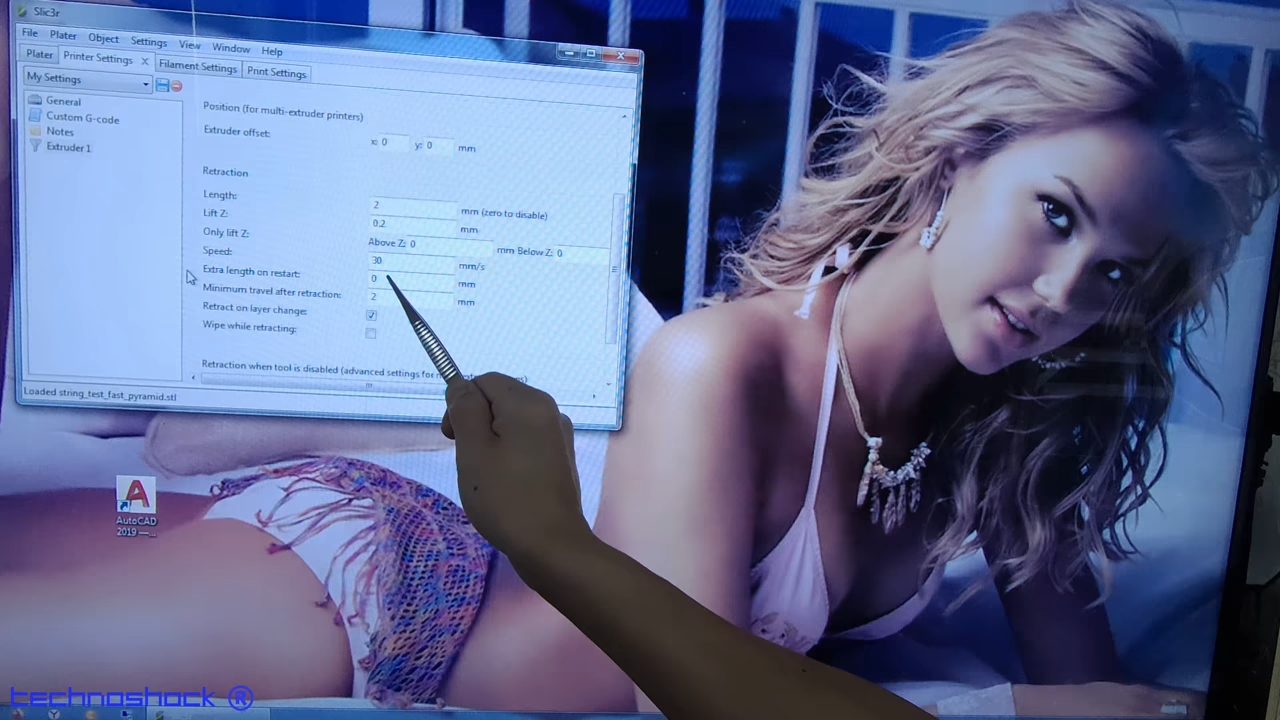 Slic3r
File Plater Object Settings View Window Help
Plater Printer Settings X Filament Settings Print Settings
My Settings
General
Custom G-code
Notes
Extruder 1
Position (for multi-extruder printers)
Extruder offset: x: 0 y: 0 mm
Retraction
Length: 2 mm (zero to disable)
Lift Z: 0.2 mm
Only lift Z: Above Z: 0 mm Below Z: 0
Speed: 30 mm/s
Extra length on restart: 0 mm
Minimum travel after retraction: 2 mm
Retract on layer change:
Wipe while retracting:
Retraction when tool is disabled (advanced settings for
Loaded string_test_fast_pyramid.stl
A
AutoCAD
2019 —...
technoshock ®